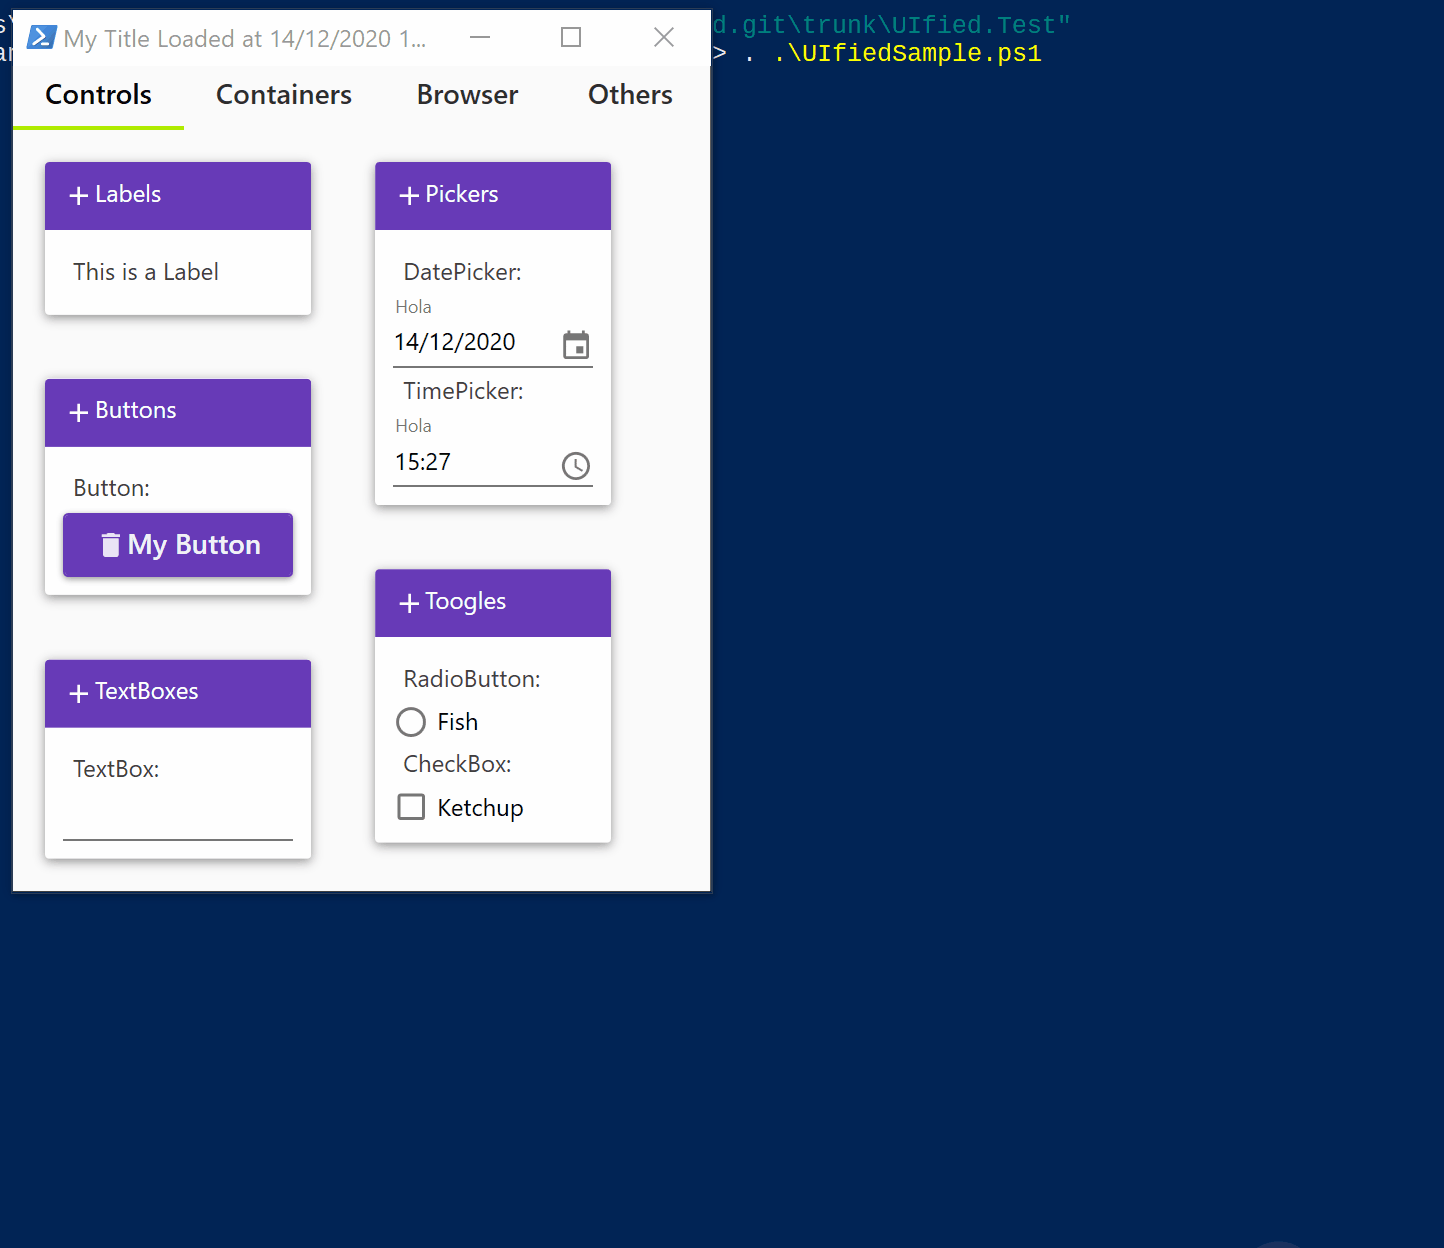 My Title Loaded at 14/12/2020 1...
d.git\trunk\UIfied.Test"
> . .\UIfiedSample.ps1
Controls
Containers
Browser
Others
+ Labels
This is a Label
+ Buttons
Button:
My Button
+ TextBoxes
TextBox:
+ Pickers
DatePicker:
Hola
14/12/2020
TimePicker:
Hola
15:27
+ Toogles
RadioButton:
Fish
CheckBox:
Ketchup